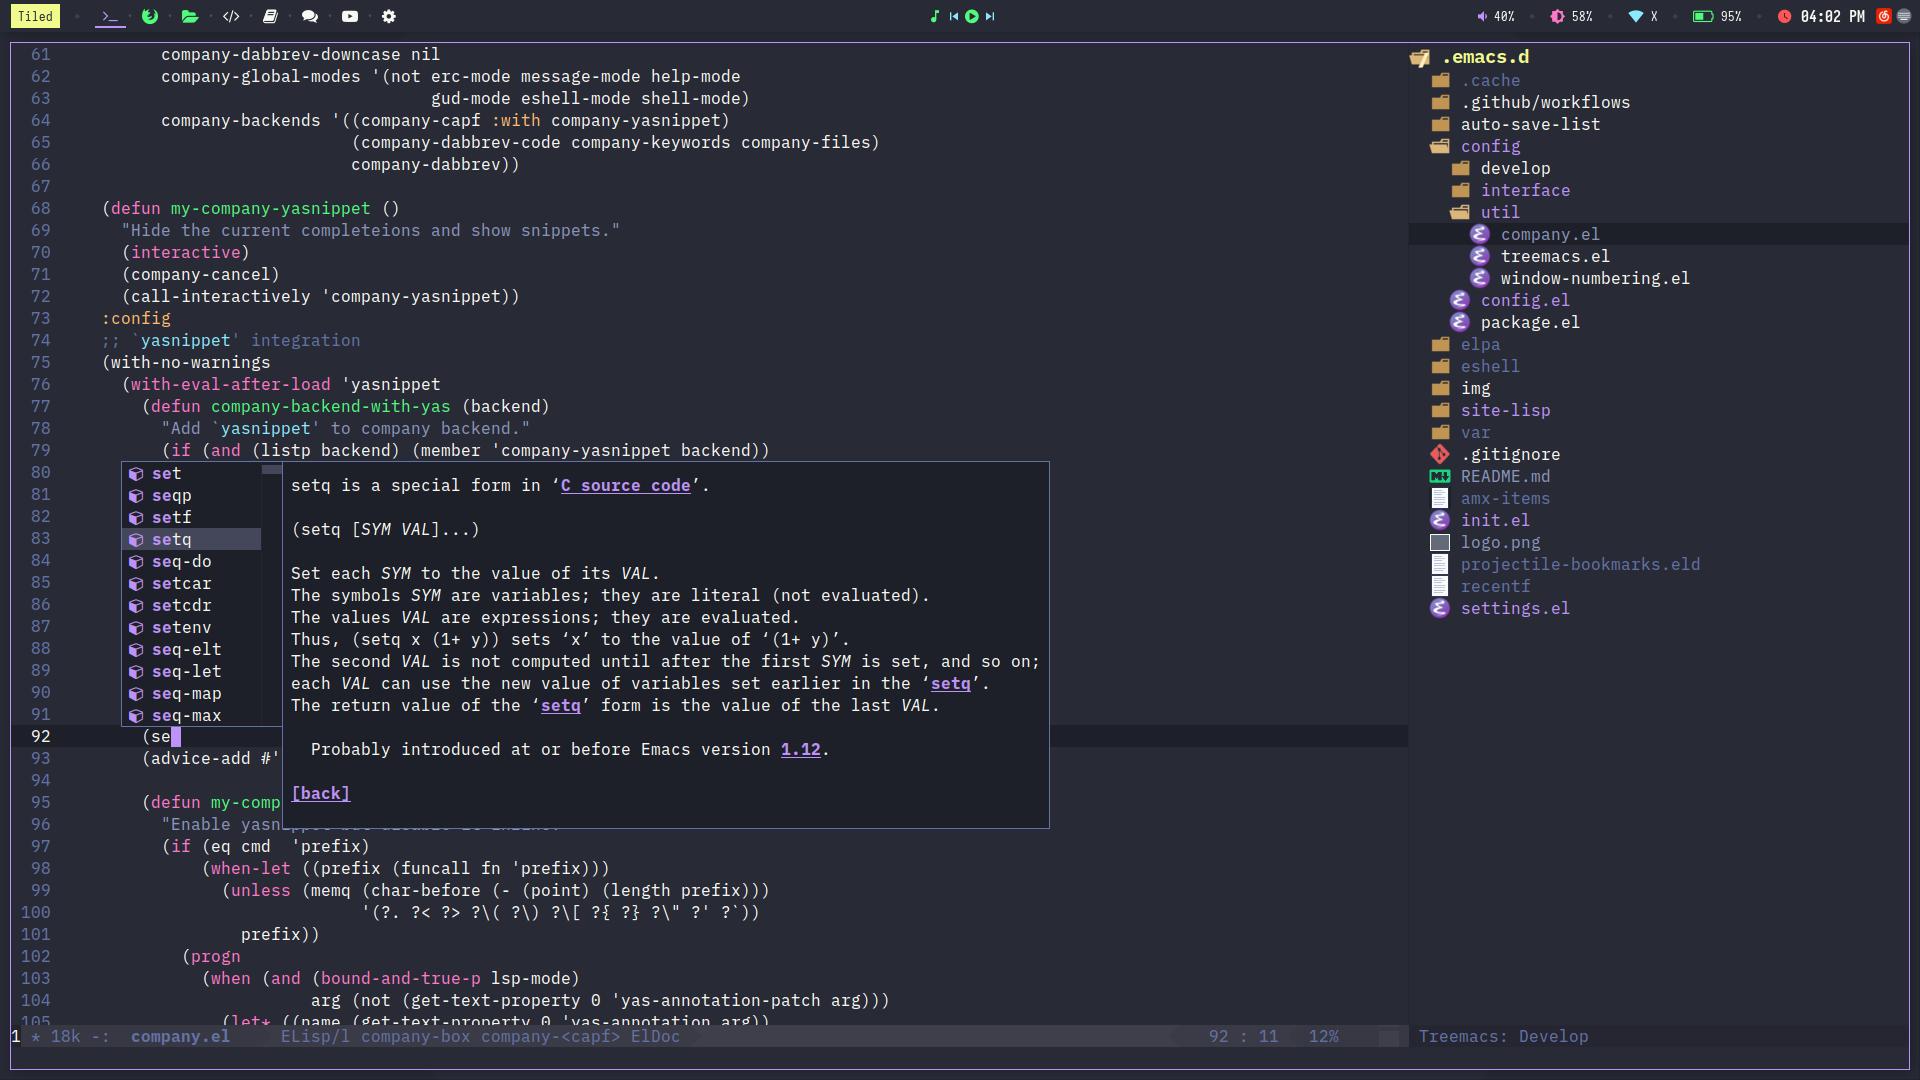 Tiled >_ </> 40% 58% X 95% 04:02 PM
61 company-dabbrev-downcase nil
62 company-global-modes '(not erc-mode message-mode help-mode
63 gud-mode eshell-mode shell-mode)
64 company-backends '((company-capf :with company-yasnippet)
65 (company-dabbrev-code company-keywords company-files)
66 company-dabbrev))
67
68 (defun my-company-yasnippet ()
69 "Hide the current completeions and show snippets."
70 (interactive)
71 (company-cancel)
72 (call-interactively 'company-yasnippet))
73 :config
74 ;; `yasnippet' integration
75 (with-no-warnings
76 (with-eval-after-load 'yasnippet
77 (defun company-backend-with-yas (backend)
78 "Add `yasnippet' to company backend."
79 (if (and (listp backend) (member 'company-yasnippet backend))
80
81
82
83
84
85
86
87
88
89
90
91
92 (se
93 (advice-add #'
94
95 (defun my-comp
96 "Enable yas
97 (if (eq cmd 'prefix)
98 (when-let ((prefix (funcall fn 'prefix)))
99 (unless (memq (char-before (- (point) (length prefix)))
100 '(?. ?< ?> ?\( ?\) ?\[ ?{ ?} ?\" ?' ?`))
101 prefix))
102 (progn
103 (when (and (bound-and-true-p lsp-mode)
104 arg (not (get-text-property 0 'yas-annotation-patch arg)))
105 (let* ((name (get-text-property 0 'yas-annotation arg))
set
seqp
setf
setq
seq-do
setcar
setcdr
setenv
seq-elt
seq-let
seq-map
seq-max
setq is a special form in ‘C source code’.
(setq [SYM VAL]...)
Set each SYM to the value of its VAL.
The symbols SYM are variables; they are literal (not evaluated).
The values VAL are expressions; they are evaluated.
Thus, (setq x (1+ y)) sets ‘x’ to the value of ‘(1+ y)’.
The second VAL is not computed until after the first SYM is set, and so on;
each VAL can use the new value of variables set earlier in the ‘setq’.
The return value of the ‘setq’ form is the value of the last VAL.
Probably introduced at or before Emacs version 1.12.
[back]
1 * 18k -: company.el ELisp/l company-box company-<capf> ElDoc 92 : 11 12%
.emacs.d
.cache
.github/workflows
auto-save-list
config
develop
interface
util
company.el
treemacs.el
window-numbering.el
config.el
package.el
elpa
eshell
img
site-lisp
var
.gitignore
README.md
amx-items
init.el
logo.png
projectile-bookmarks.eld
recentf
settings.el
Treemacs: Develop